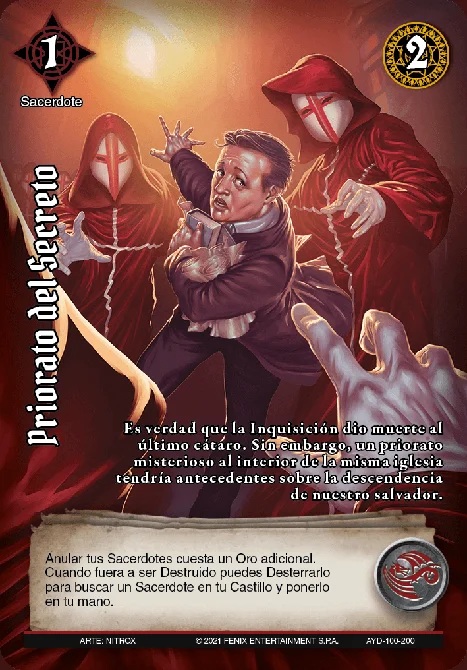 1
2
Sacerdote
Priorato del Secreto
Es verdad que la Inquisición dio muerte al
último cátaro. Sin embargo, un priorato
misterioso al interior de la misma iglesia
tendría antecedentes sobre la descendencia
de nuestro salvador.
Anular tus Sacerdotes cuesta un Oro adicional.
Cuando fuera a ser Destruido puedes Desterrarlo
para buscar un Sacerdote en tu Castillo y ponerlo
en tu mano.
ARTE: NITROX © 2021 FENIX ENTERTAINMENT S.R.A. AYD-100-200